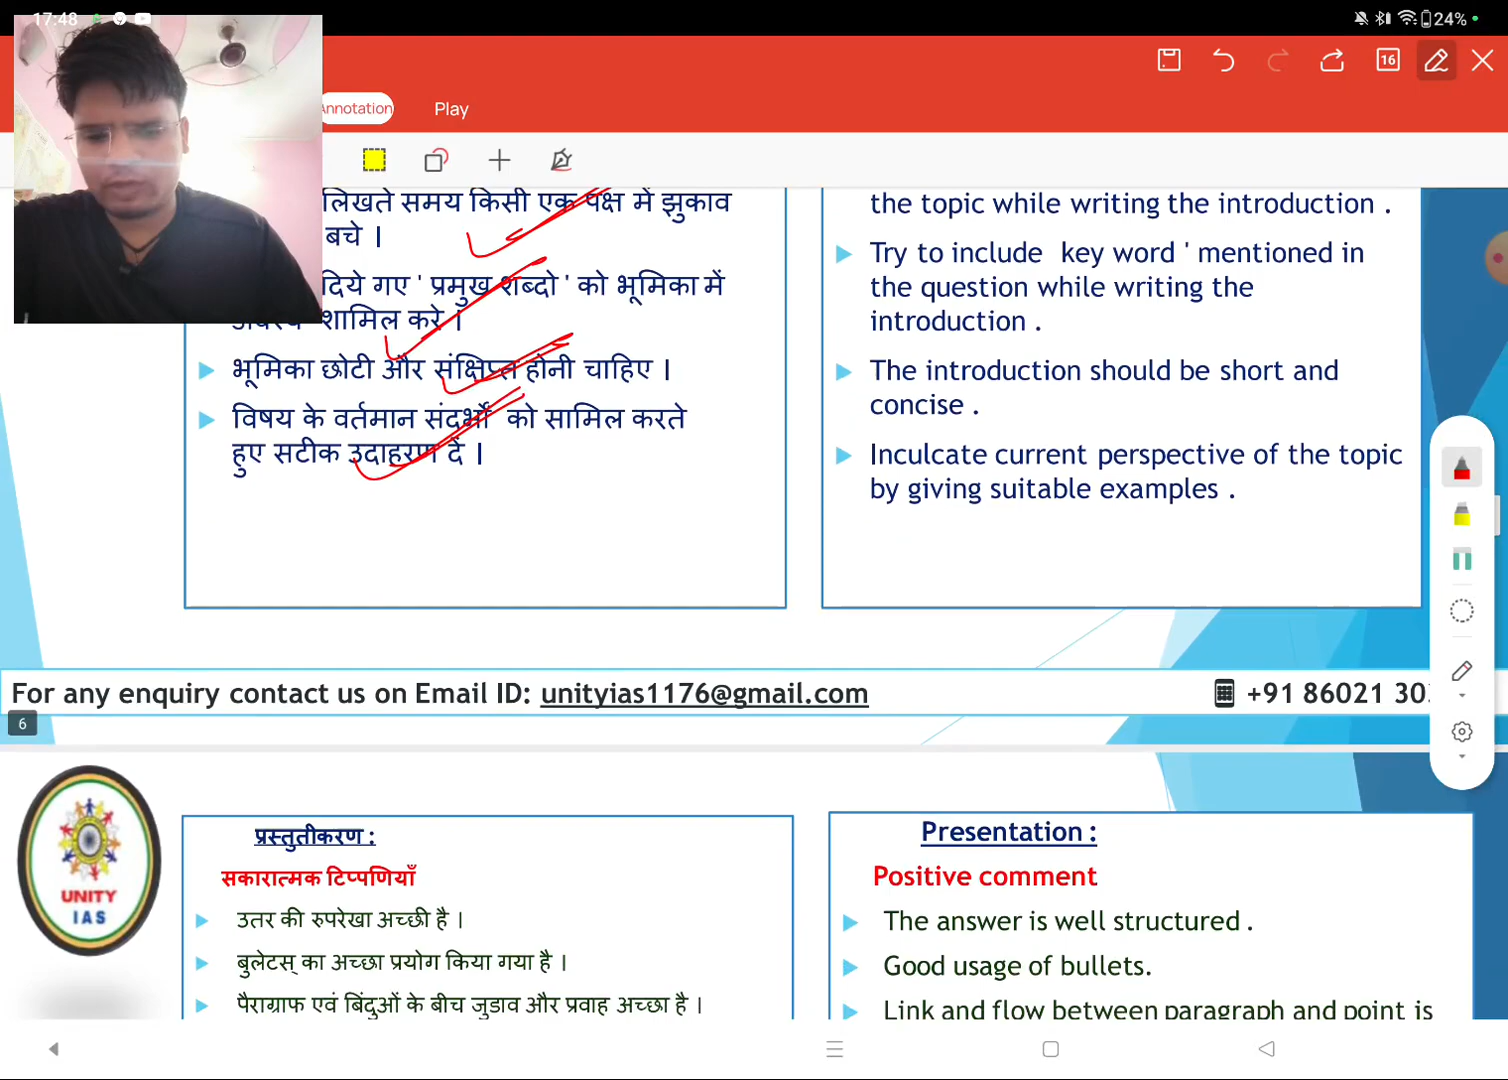 17:48
24%
Annotation
Play
16
लिखते समय किसी एक पक्ष में झुकाव
बचे ।
दिये गए ' प्रमुख शब्दो ' को भूमिका में
शामिल करे ।
भूमिका छोटी और संक्षिप्त होनी चाहिए ।
विषय के वर्तमान संदर्भों को सामिल करते
हुए सटीक उदाहरण दें ।
the topic while writing the introduction .
Try to include key word ' mentioned in
the question while writing the
introduction .
The introduction should be short and
concise .
Inculcate current perspective of the topic
by giving suitable examples .
For any enquiry contact us on Email ID: unityias1176@gmail.com
+91 86021 30
6
UNITY
IAS
प्रस्तुतीकरण :
सकारात्मक टिप्पणियाँ
उतर की रुपरेखा अच्छी है ।
बुलेटस् का अच्छा प्रयोग किया गया है ।
पैराग्राफ एवं बिंदुओं के बीच जुडाव और प्रवाह अच्छा है ।
Presentation :
Positive comment
The answer is well structured .
Good usage of bullets.
Link and flow between paragraph and point is